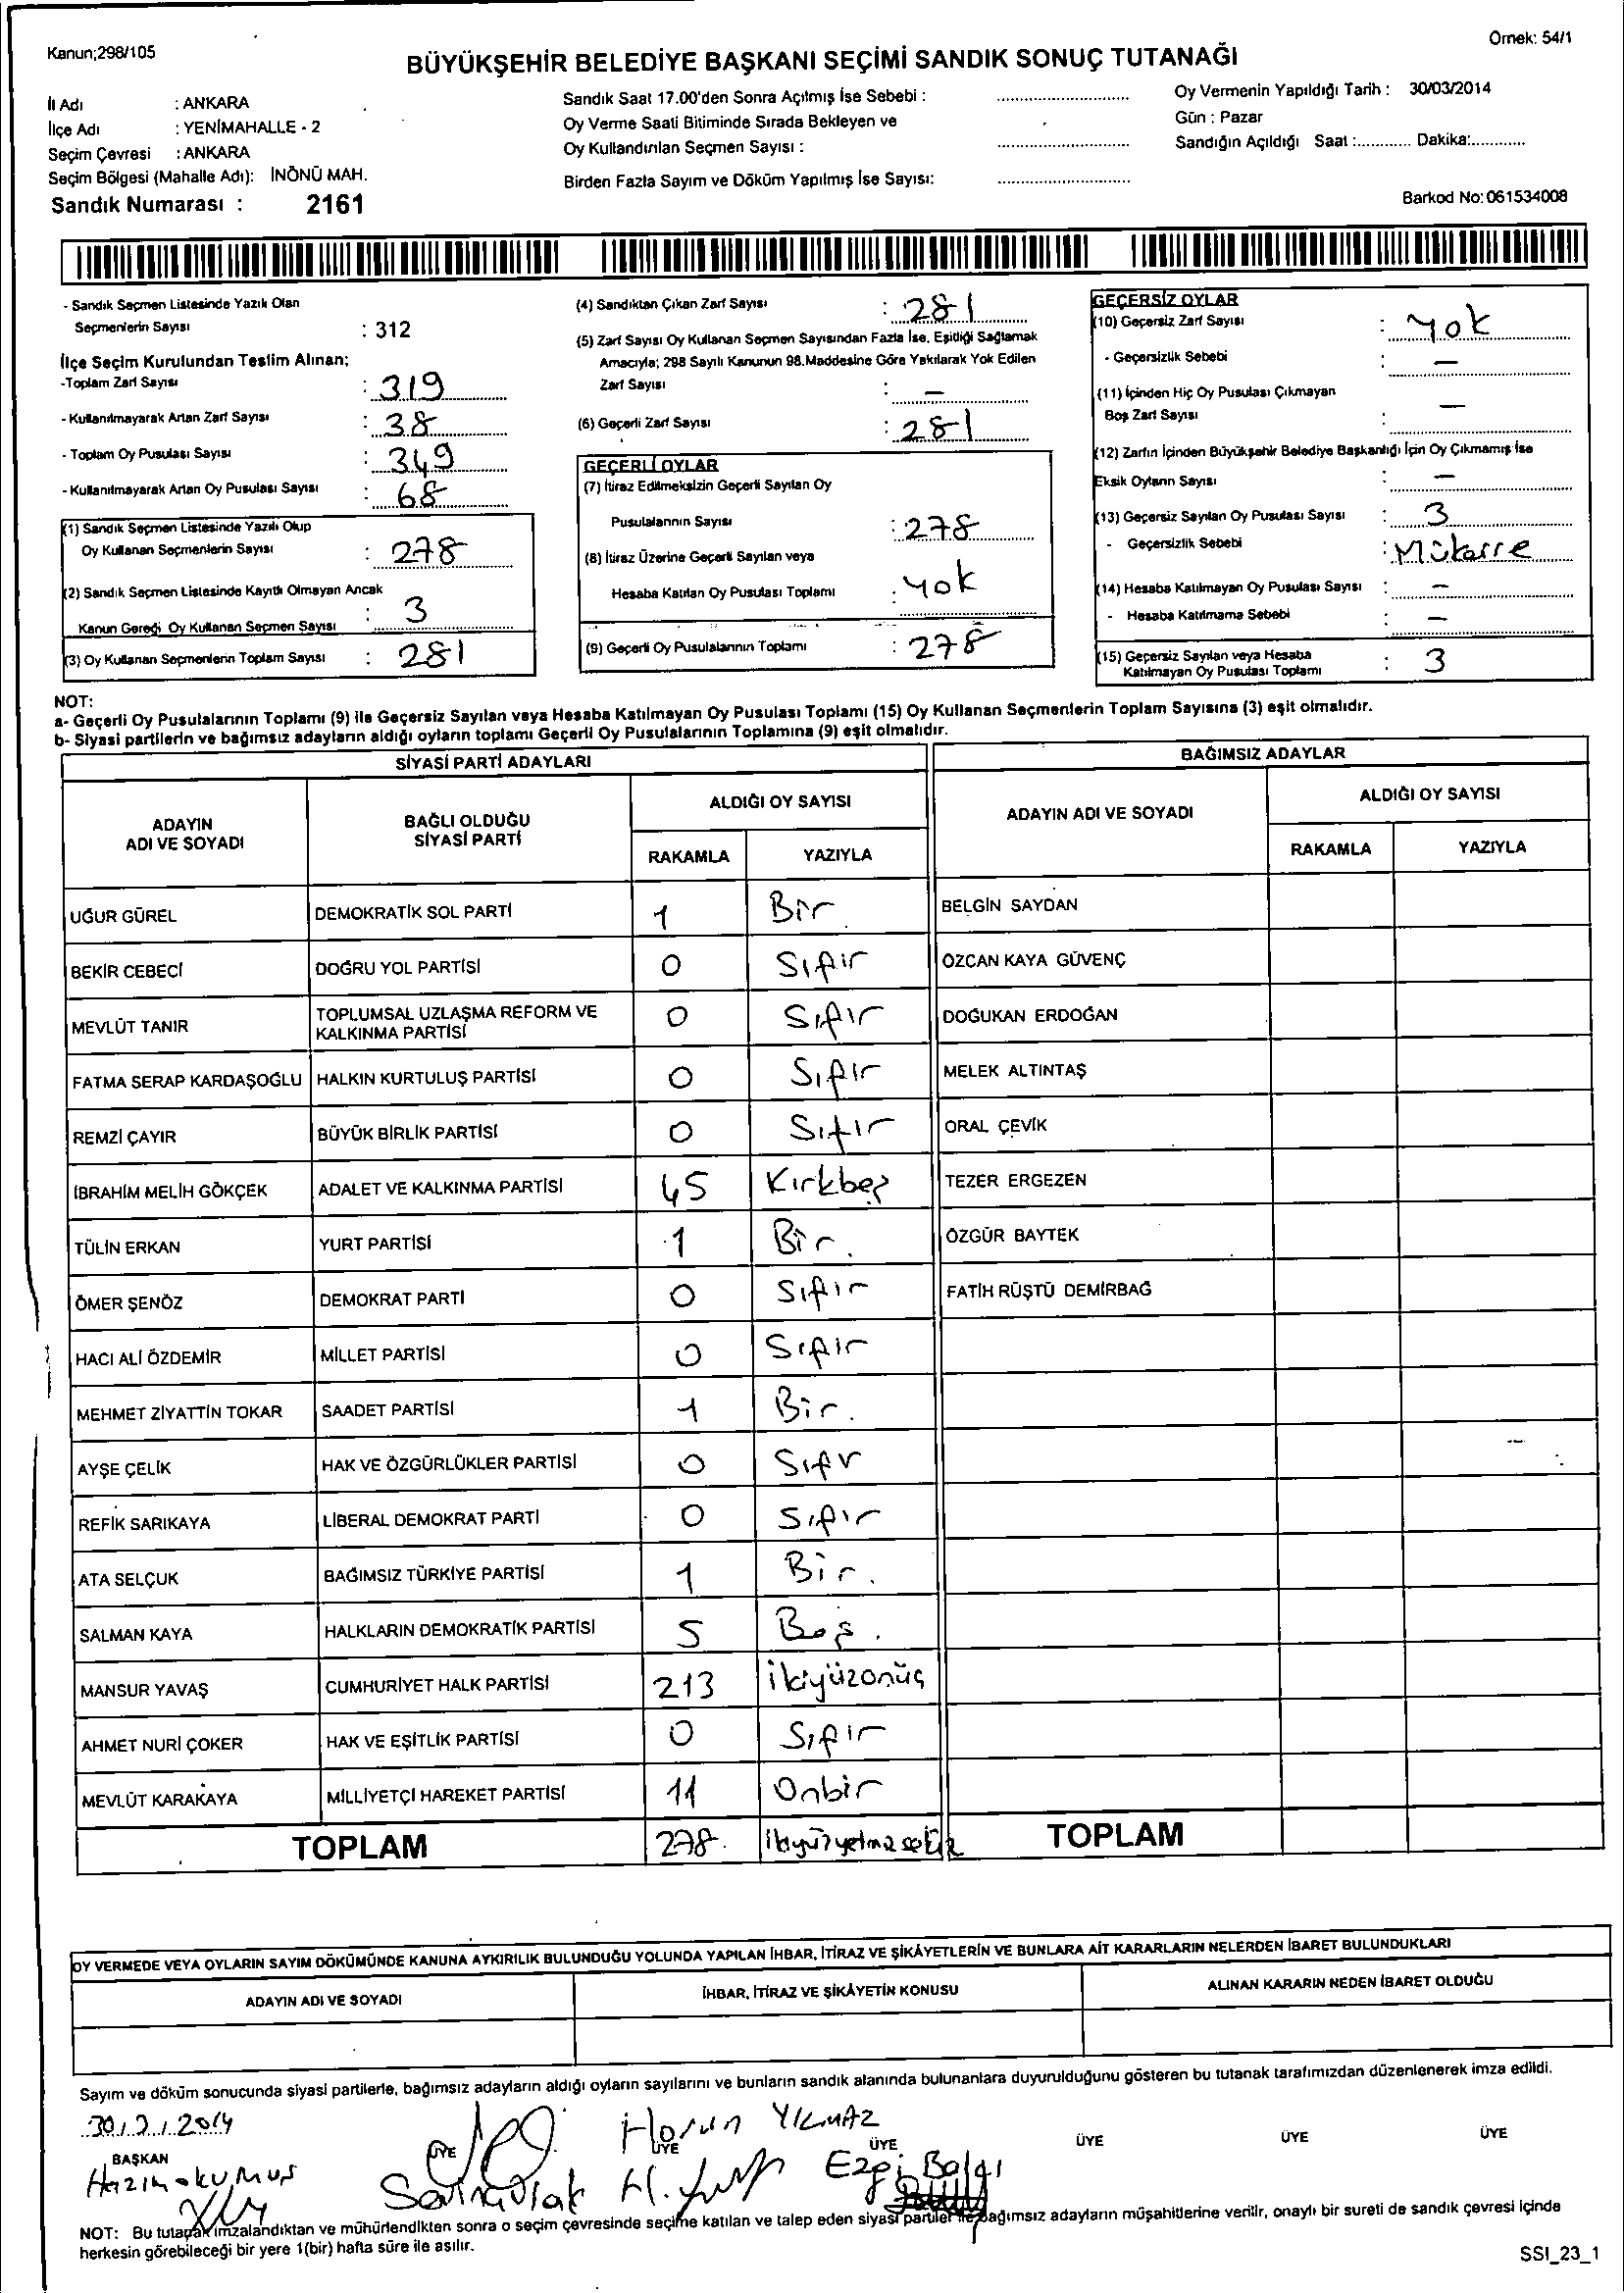 Kanun;298/105
Örnek: 54/1
BÜYÜKŞEHİR BELEDİYE BAŞKANI SEÇİMİ SANDIK SONUÇ TUTANAĞI
İl Adı : ANKARA
İlçe Adı : YENİMAHALLE - 2
Seçim Çevresi : ANKARA
Seçim Bölgesi (Mahalle Adı): İNÖNÜ MAH.
Sandık Numarası : 2161
Sandık Saat 17.00'den Sonra Açılmış İse Sebebi :
Oy Verme Saati Bitiminde Sırada Bekleyen ve
Oy Kullandırılan Seçmen Sayısı :
Birden Fazla Sayım ve Döküm Yapılmış İse Sayısı:
Oy Vermenin Yapıldığı Tarih : 30/03/2014
Gün : Pazar
Sandığın Açıldığı Saat :............ Dakika:............
Barkod No: 061534008
- Sandık Seçmen Listesinde Yazılı Olan
Seçmenlerin Sayısı : 312
İlçe Seçim Kurulundan Teslim Alınan;
-Toplam Zarf Sayısı : 319
- Kullanılmayarak Artan Zarf Sayısı : 38
- Toplam Oy Pusulası Sayısı : 349
- Kullanılmayarak Artan Oy Pusulası Sayısı : 68
(1) Sandık Seçmen Listesinde Yazılı Olup
Oy Kullanan Seçmenlerin Sayısı : 278
(2) Sandık Seçmen Listesinde Kayıtlı Olmayan Ancak
Kanun Gereği Oy Kullanan Seçmen Sayısı : 3
(3) Oy Kullanan Seçmenlerin Toplam Sayısı : 281
(4) Sandıktan Çıkan Zarf Sayısı : 281
(5) Zarf Sayısı Oy Kullanan Seçmen Sayısından Fazla İse, Eşitliği Sağlamak
Amacıyla; 298 Sayılı Kanunun 98.Maddesine Göre Yakılarak Yok Edilen
Zarf Sayısı : —
(6) Geçerli Zarf Sayısı : 281
GEÇERLİ OYLAR
(7) İtiraz Edilmeksizin Geçerli Sayılan Oy
Pusulalarının Sayısı : 278
(8) İtiraz Üzerine Geçerli Sayılan veya
Hesaba Katılan Oy Pusulası Toplamı : Yok
(9) Geçerli Oy Pusulalarının Toplamı : 278
GEÇERSİZ OYLAR
(10) Geçersiz Zarf Sayısı : Yok
- Geçersizlik Sebebi : —
(11) İçinden Hiç Oy Pusulası Çıkmayan
Boş Zarf Sayısı : —
(12) Zarfın İçinden Büyükşehir Belediye Başkanlığı İçin Oy Çıkmamış İse
Eksik Oyların Sayısı : —
(13) Geçersiz Sayılan Oy Pusulası Sayısı : 3
- Geçersizlik Sebebi : Mükerre
(14) Hesaba Katılmayan Oy Pusulası Sayısı : —
- Hesaba Katılmama Sebebi : —
(15) Geçersiz Sayılan veya Hesaba
Katılmayan Oy Pusulası Toplamı : 3
NOT:
a- Geçerli Oy Pusulalarının Toplamı (9) ile Geçersiz Sayılan veya Hesaba Katılmayan Oy Pusulası Toplamı (15) Oy Kullanan Seçmenlerin Toplam Sayısına (3) eşit olmalıdır.
b- Siyasi partilerin ve bağımsız adayların aldığı oyların toplamı Geçerli Oy Pusulalarının Toplamına (9) eşit olmalıdır.
SİYASİ PARTİ ADAYLARI
BAĞIMSIZ ADAYLAR
ADAYIN ADI VE SOYADI
BAĞLI OLDUĞU SİYASİ PARTİ
ALDIĞI OY SAYISI
RAKAMLA YAZIYLA
ADAYIN ADI VE SOYADI
ALDIĞI OY SAYISI
RAKAMLA YAZIYLA
UĞUR GÜREL DEMOKRATİK SOL PARTİ 1 Bir BELGİN SAYDAN
BEKİR CEBECİ DOĞRU YOL PARTİSİ 0 Sıfır ÖZCAN KAYA GÜVENÇ
MEVLÜT TANIR TOPLUMSAL UZLAŞMA REFORM VE KALKINMA PARTİSİ 0 Sıfır DOĞUKAN ERDOĞAN
FATMA SERAP KARDAŞOĞLU HALKIN KURTULUŞ PARTİSİ 0 Sıfır MELEK ALTINTAŞ
REMZİ ÇAYIR BÜYÜK BİRLİK PARTİSİ 0 Sıfır ORAL ÇEVİK
İBRAHİM MELİH GÖKÇEK ADALET VE KALKINMA PARTİSİ 45 Kırkbeş TEZER ERGEZEN
TÜLİN ERKAN YURT PARTİSİ 1 Bir. ÖZGÜR BAYTEK
ÖMER ŞENÖZ DEMOKRAT PARTİ 0 Sıfır FATİH RÜŞTÜ DEMİRBAĞ
HACI ALİ ÖZDEMİR MİLLET PARTİSİ 0 Sıfır
MEHMET ZİYATTİN TOKAR SAADET PARTİSİ 1 Bir.
AYŞE ÇELİK HAK VE ÖZGÜRLÜKLER PARTİSİ 0 Sıfır
REFİK SARIKAYA LİBERAL DEMOKRAT PARTİ 0 Sıfır
ATA SELÇUK BAĞIMSIZ TÜRKİYE PARTİSİ 1 Bir.
SALMAN KAYA HALKLARIN DEMOKRATİK PARTİSİ 5 Beş.
MANSUR YAVAŞ CUMHURİYET HALK PARTİSİ 213 ikiyüzonüç
AHMET NURİ ÇOKER HAK VE EŞİTLİK PARTİSİ 0 Sıfır
MEVLÜT KARAKAYA MİLLİYETÇİ HAREKET PARTİSİ 11 Onbir
TOPLAM 278. TOPLAM
OY VERMEDE VEYA OYLARIN SAYIM DÖKÜMÜNDE KANUNA AYKIRILIK BULUNDUĞU YOLUNDA YAPILAN İHBAR, İTİRAZ VE ŞİKÂYETLERİN VE BUNLARA AİT KARARLARIN NELERDEN İBARET BULUNDUKLARI
ADAYIN ADI VE SOYADI
İHBAR, İTİRAZ VE ŞİKÂYETİN KONUSU
ALINAN KARARIN NEDEN İBARET OLDUĞU
Sayım ve döküm sonucunda siyasi partilerle, bağımsız adayların aldığı oyların sayılarını ve bunların sandık alanında bulunanlara duyurulduğunu gösteren bu tutanak tarafımızdan düzenlenerek imza edildi.
30/3/2014
BAŞKAN ÜYE ÜYE ÜYE ÜYE ÜYE ÜYE
Harun YILMAZ
Ezgi
NOT: Bu tutanak imzalandıktan ve mühürlendikten sonra o seçim çevresinde seçime katılan ve talep eden siyasi partiler ile bağımsız adayların müşahitlerine verilir, onaylı bir sureti de sandık çevresi içinde
herkesin görebileceği bir yere 1(bir) hafta süre ile asılır.
SSI_23_1